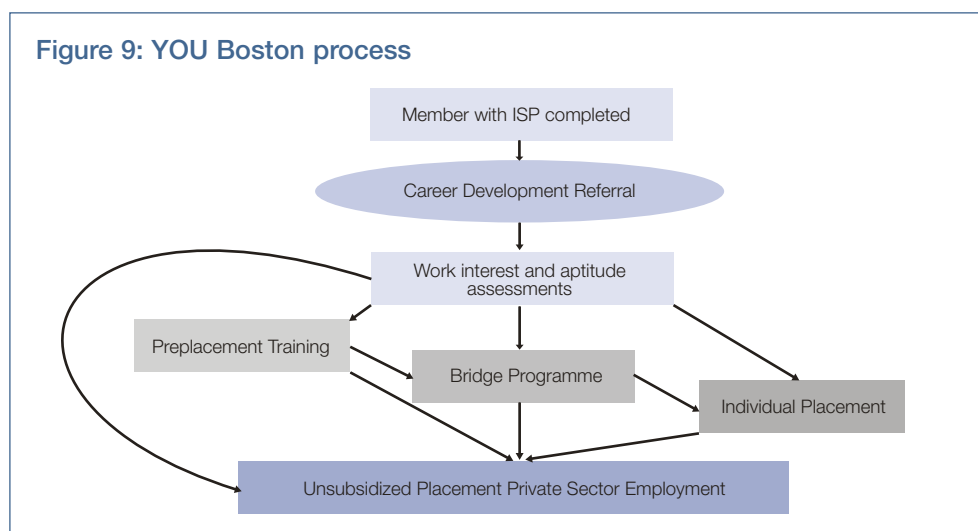 Figure 9: YOU Boston process
Member with ISP completed
Career Development Referral
Work interest and aptitude
assessments
Preplacement Training
Bridge Programme
Individual Placement
Unsubsidized Placement Private Sector Employment